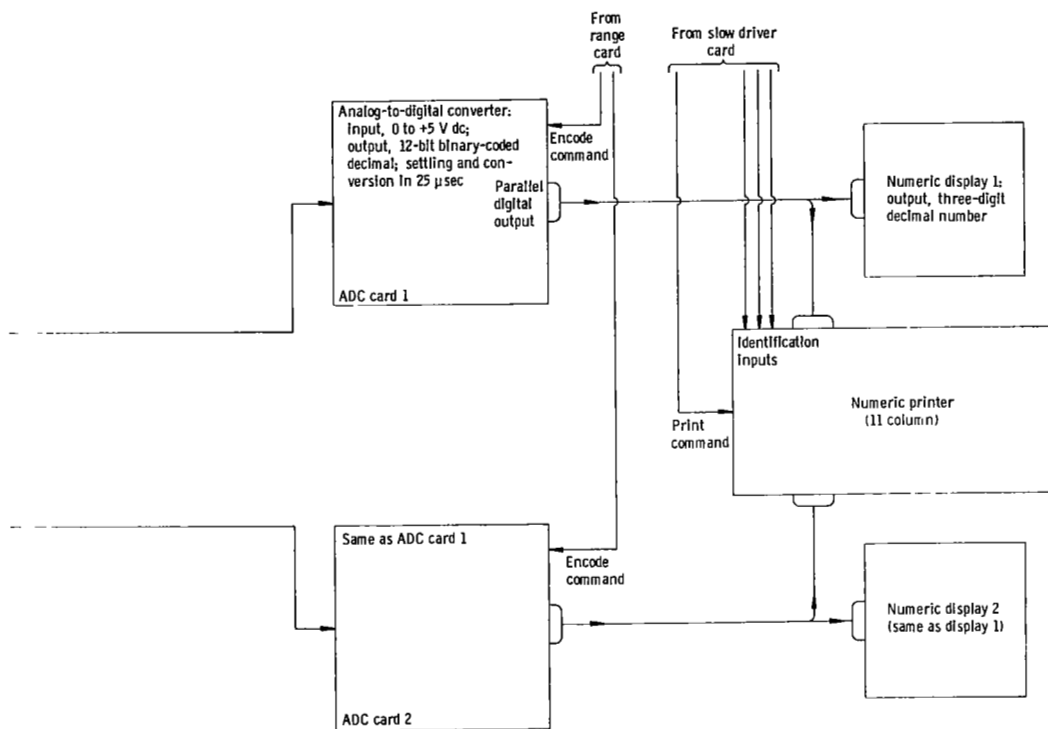 From
range
card
From slow driver
card
Analog-to-digital converter:
input, 0 to +5 V dc;
output, 12-bit binary-coded
decimal; settling and con-
version in 25 μsec
Encode
command
Parallel
digital
output
ADC card 1
Numeric display 1:
output, three-digit
decimal number
Identification
inputs
Numeric printer
(11 column)
Print
command
Same as ADC card 1
Encode
command
ADC card 2
Numeric display 2
(same as display 1)